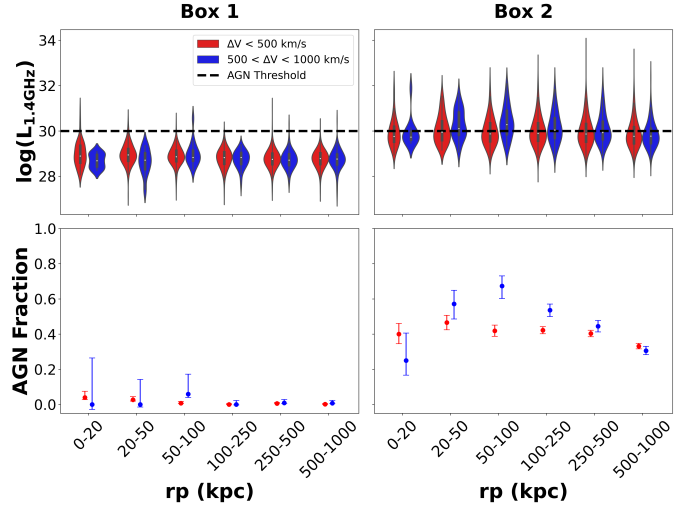 Box 1
Box 2
log(L1.4GHz)
34
32
30
28
ΔV < 500 km/s
500 < ΔV < 1000 km/s
AGN Threshold
AGN Fraction
1.0
0.8
0.6
0.4
0.2
0.0
0-20
20-50
50-100
100-250
250-500
500-1000
0-20
20-50
50-100
100-250
250-500
500-1000
rp (kpc)
rp (kpc)